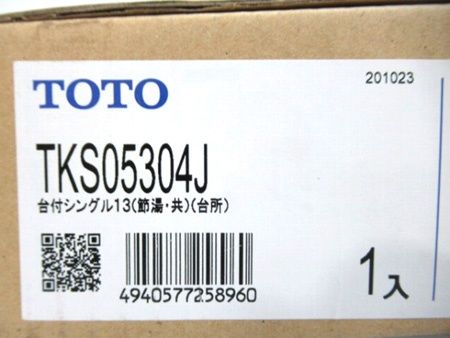 TOTO
201023
TKS05304J
台付シングル13(節湯・共)(台所)
4940577258960
1入